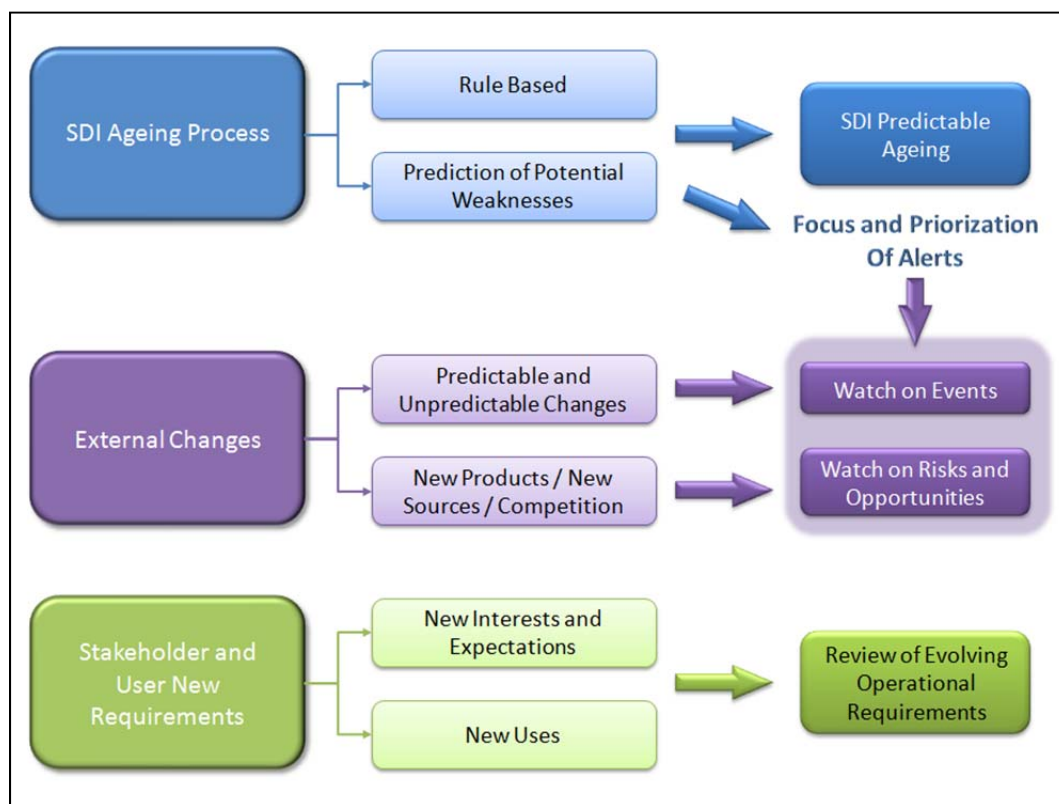 SDI Ageing Process
Rule Based
Prediction of Potential
Weaknesses
SDI Predictable
Ageing
Focus and Priorization
Of Alerts
External Changes
Predictable and
Unpredictable Changes
New Products / New
Sources / Competition
Watch on Events
Watch on Risks and
Opportunities
Stakeholder and
User New
Requirements
New Interests and
Expectations
New Uses
Review of Evolving
Operational
Requirements